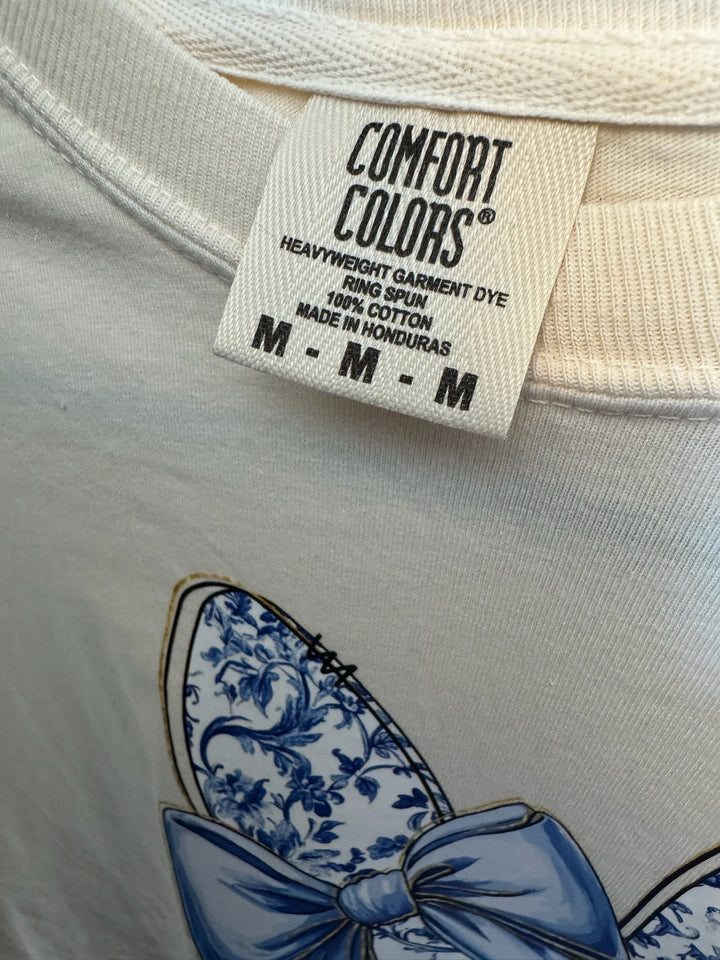 COMFORT
COLORS®
HEAVYWEIGHT GARMENT DYE
RING SPUN
100% COTTON
MADE IN HONDURAS
M - M - M